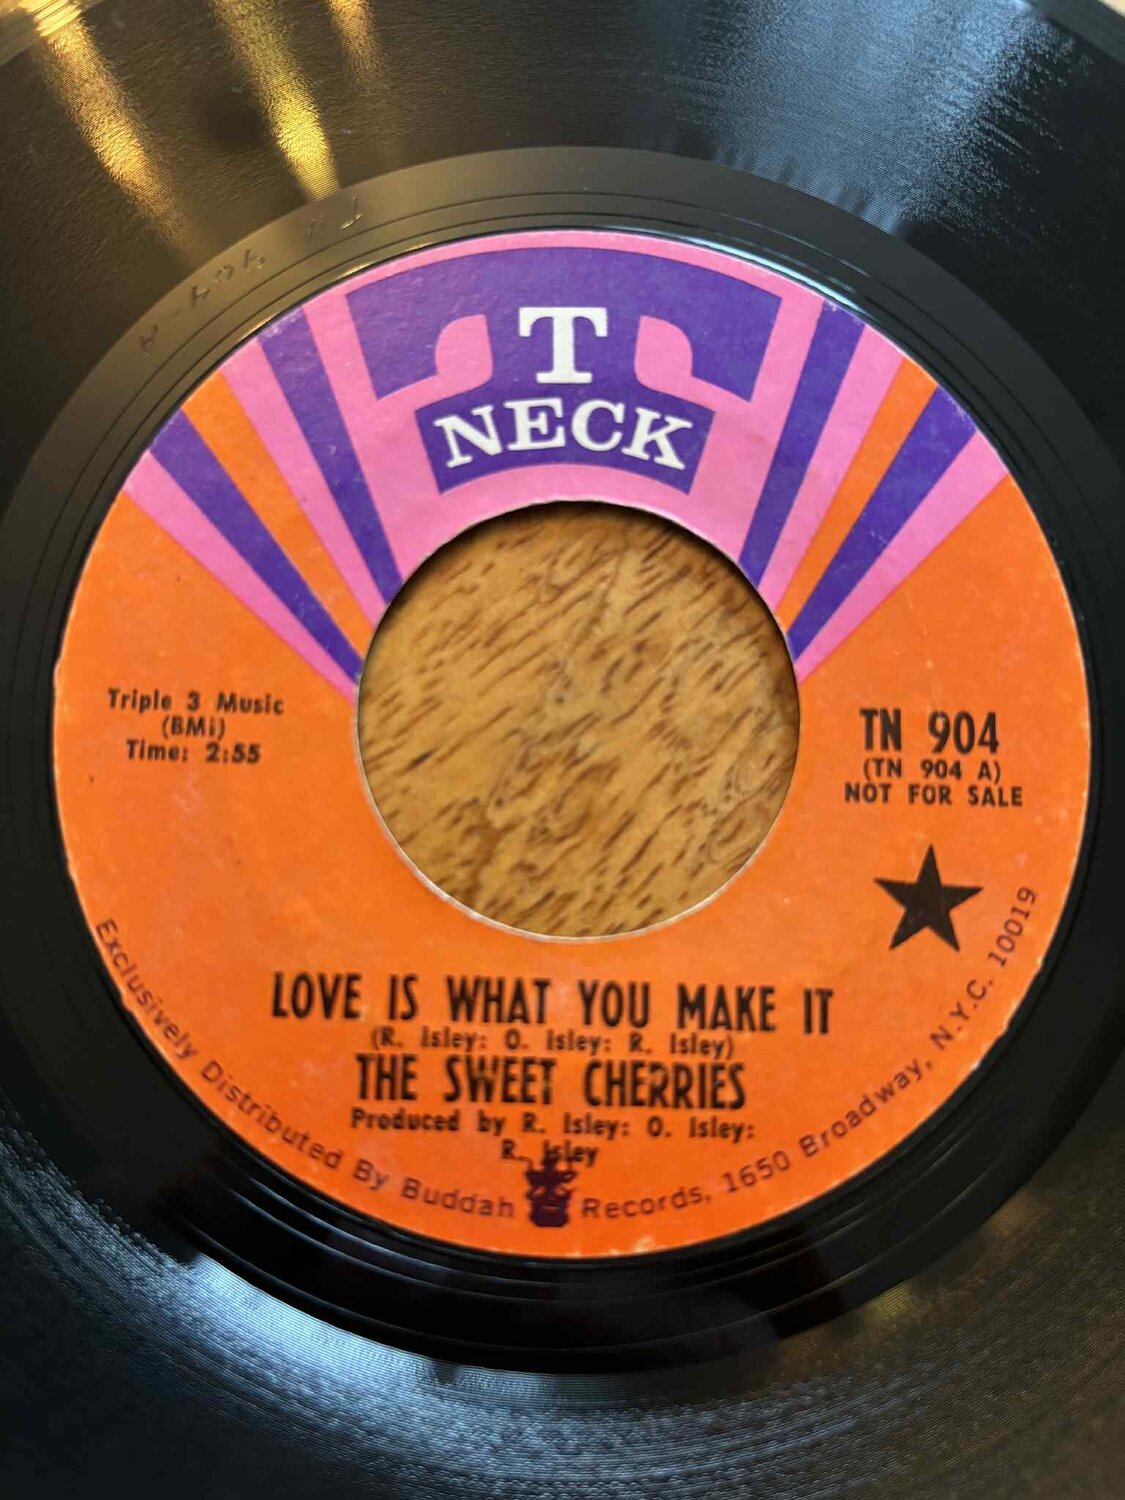 TN 904-A
T
NECK
Triple 3 Music
(BMi)
Time: 2:55
TN 904
(TN 904 A)
NOT FOR SALE
LOVE IS WHAT YOU MAKE IT
(R. Isley: O. Isley: R. Isley)
THE SWEET CHERRIES
Produced by R. Isley: O. Isley:
R. Isley
Exclusively Distributed By Buddah Records, 1650 Broadway, N.Y.C. 10019